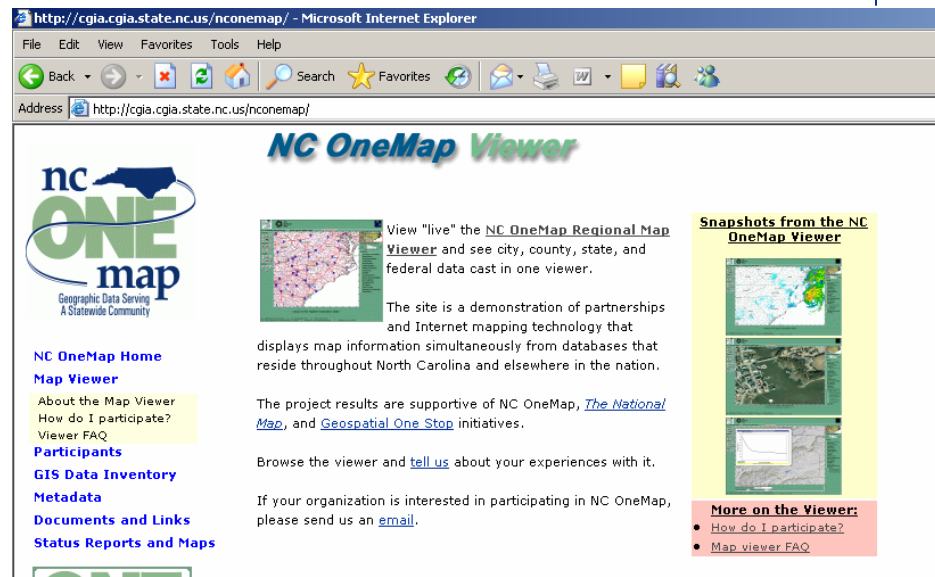 http://cgia.cgia.state.nc.us/nconemap/ - Microsoft Internet Explorer
File Edit View Favorites Tools Help
Back Search Favorites
Address http://cgia.cgia.state.nc.us/nconemap/
NC OneMap Viewer
nc
ONE
map
Geographic Data Serving
A Statewide Community
NC OneMap Home
Map Viewer
About the Map Viewer
How do I participate?
Viewer FAQ
Participants
GIS Data Inventory
Metadata
Documents and Links
Status Reports and Maps
View "live" the NC OneMap Regional Map
Viewer and see city, county, state, and
federal data cast in one viewer.
The site is a demonstration of partnerships
and Internet mapping technology that
displays map information simultaneously from databases that
reside throughout North Carolina and elsewhere in the nation.
The project results are supportive of NC OneMap, The National
Map, and Geospatial One Stop initiatives.
Browse the viewer and tell us about your experiences with it.
If your organization is interested in participating in NC OneMap,
please send us an email.
Snapshots from the NC
OneMap Viewer
More on the Viewer:
How do I participate?
Map viewer FAQ